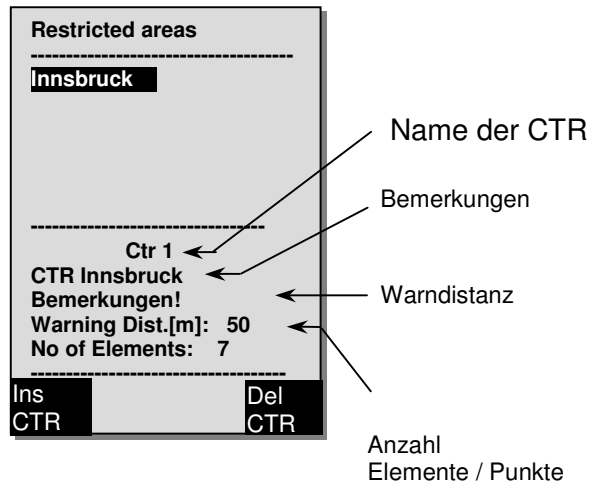 Restricted areas
------------------------------------
Innsbruck
--------------------------------
Ctr 1
CTR Innsbruck
Bemerkungen!
Warning Dist.[m]: 50
No of Elements: 7
-----------------------------------
Ins
CTR
Del
CTR
Name der CTR
Bemerkungen
Warndistanz
Anzahl
Elemente / Punkte